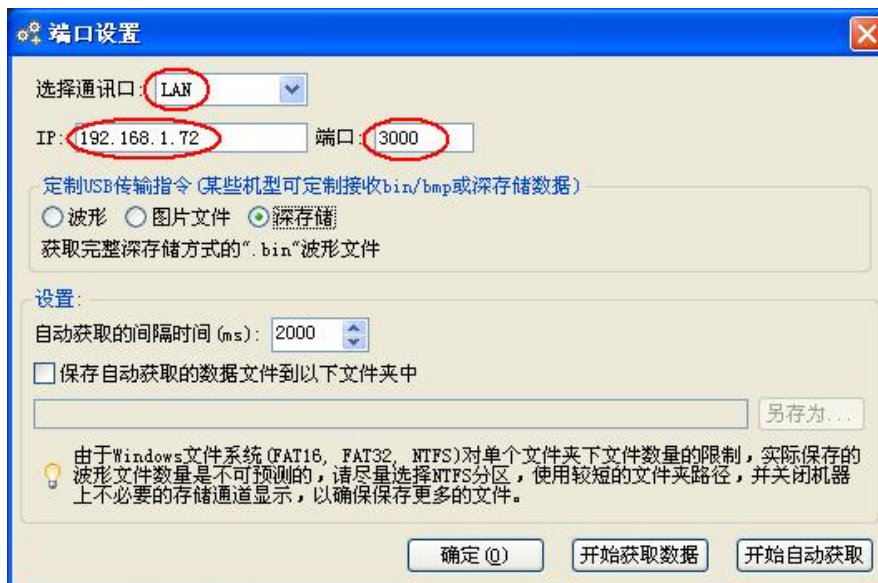 端口设置
选择通讯口: LAN
IP: 192.168.1.72 端口: 3000
定制USB传输指令(某些机型可定制接收bin/bmp或深存储数据)
波形 图片文件 深存储
获取完整深存储方式的".bin"波形文件
设置:
自动获取的间隔时间(ms): 2000
保存自动获取的数据文件到以下文件夹中
另存为...
由于Windows文件系统(FAT16, FAT32, NTFS)对单个文件夹下文件数量的限制，实际保存的
波形文件数量是不可预测的，请尽量选择NTFS分区，使用较短的文件夹路径，并关闭机器
上不必要的存储通道显示，以确保保存更多的文件。
确定(O) 开始获取数据 开始自动获取